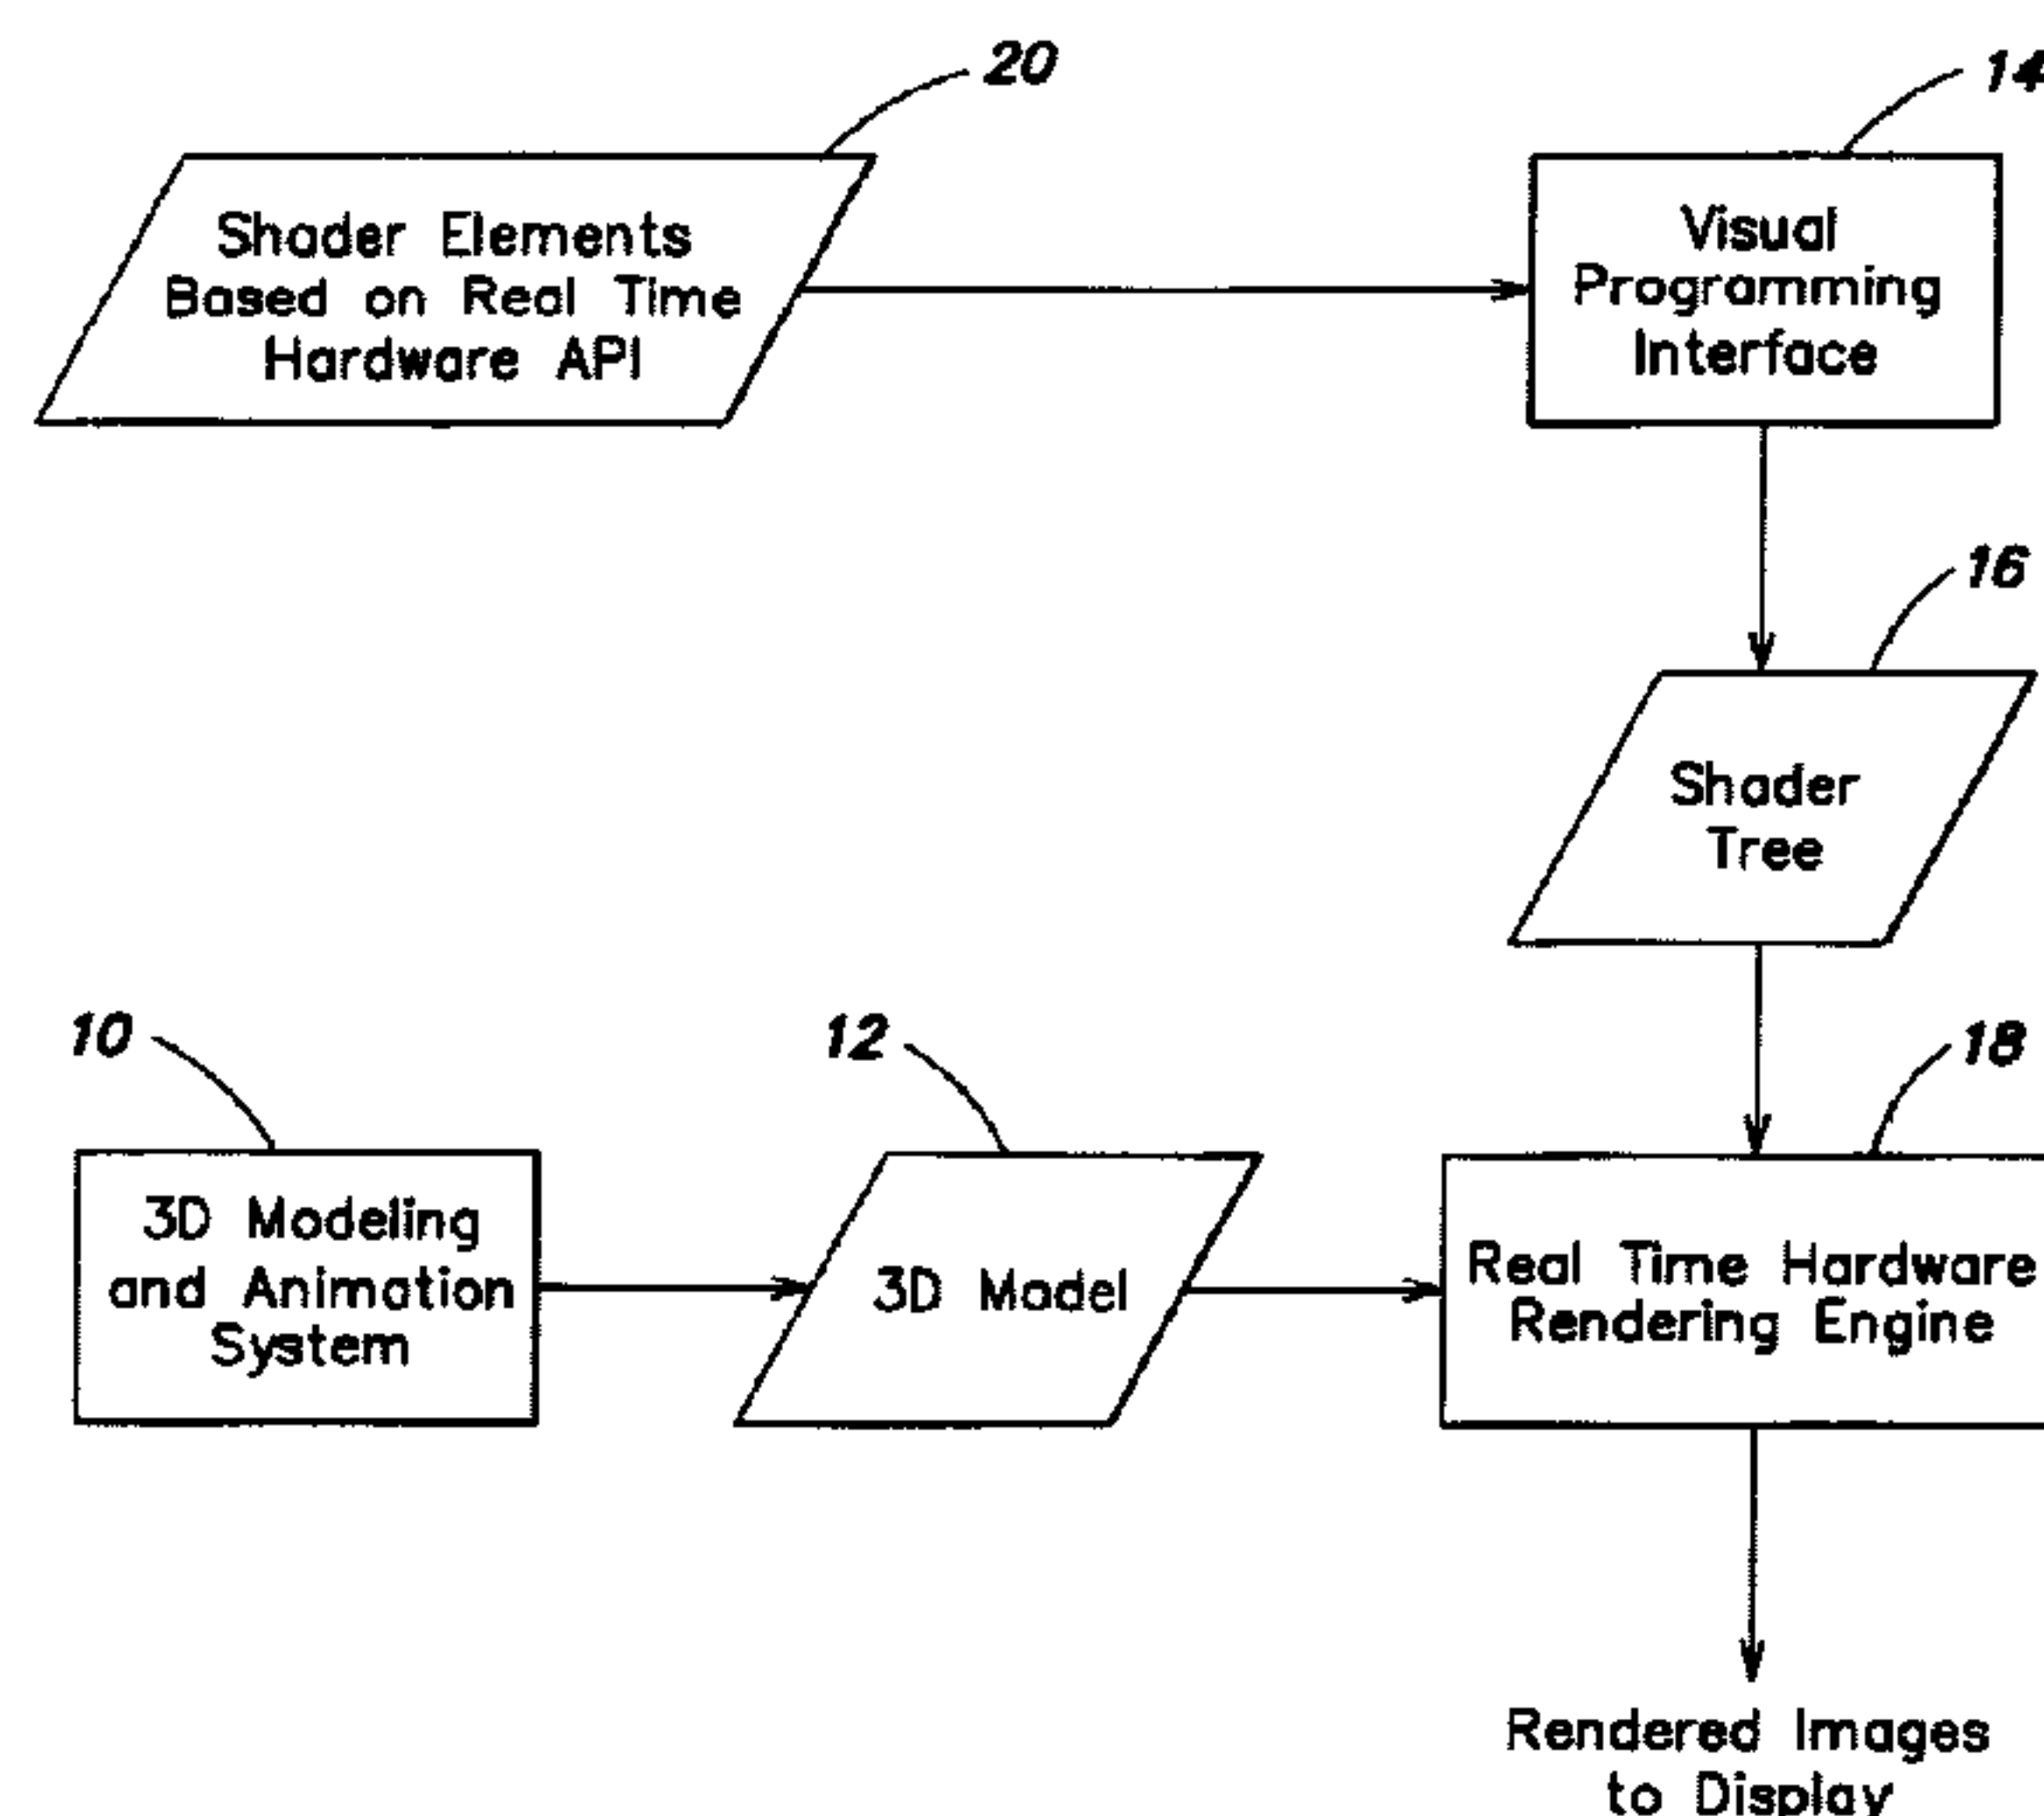 20
14
Shader Elements
Based on Real Time
Hardware API
Visual
Programming
Interface
16
Shader
Tree
10
12
18
3D Modeling
and Animation
System
3D Model
Real Time Hardware
Rendering Engine
Rendered Images
to Display